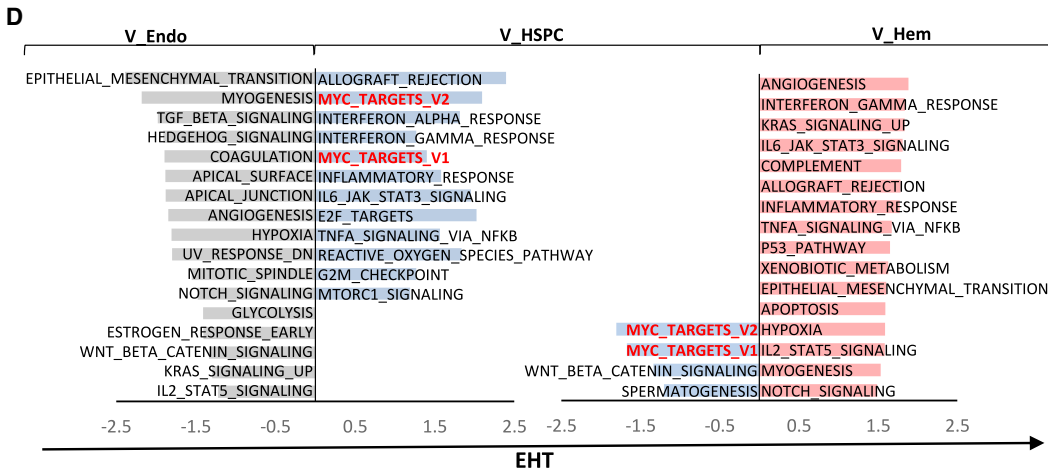 D
V_Endo V_HSPC V_Hem
EPITHELIAL_MESENCHYMAL_TRANSITION
MYOGENESIS
TGF_BETA_SIGNALING
HEDGEHOG_SIGNALING
COAGULATION
APICAL_SURFACE
APICAL_JUNCTION
ANGIOGENESIS
HYPOXIA
UV_RESPONSE_DN
MITOTIC_SPINDLE
NOTCH_SIGNALING
GLYCOLYSIS
ESTROGEN_RESPONSE_EARLY
WNT_BETA_CATENIN_SIGNALING
KRAS_SIGNALING_UP
IL2_STAT5_SIGNALING
ALLOGRAFT_REJECTION
MYC_TARGETS_V2
INTERFERON_ALPHA_RESPONSE
INTERFERON_GAMMA_RESPONSE
MYC_TARGETS_V1
INFLAMMATORY_RESPONSE
IL6_JAK_STAT3_SIGNALING
E2F_TARGETS
TNFA_SIGNALING_VIA_NFKB
REACTIVE_OXYGEN_SPECIES_PATHWAY
G2M_CHECKPOINT
MTORC1_SIGNALING
MYC_TARGETS_V2
MYC_TARGETS_V1
WNT_BETA_CATENIN_SIGNALING
SPERMATOGENESIS
ANGIOGENESIS
INTERFERON_GAMMA_RESPONSE
KRAS_SIGNALING_UP
IL6_JAK_STAT3_SIGNALING
COMPLEMENT
ALLOGRAFT_REJECTION
INFLAMMATORY_RESPONSE
TNFA_SIGNALING_VIA_NFKB
P53_PATHWAY
XENOBIOTIC_METABOLISM
EPITHELIAL_MESENCHYMAL_TRANSITION
APOPTOSIS
HYPOXIA
IL2_STAT5_SIGNALING
MYOGENESIS
NOTCH_SIGNALING
-2.5 -1.5 -0.5 0.5 1.5 2.5 -2.5 -1.5 -0.5 0.5 1.5 2.5
EHT